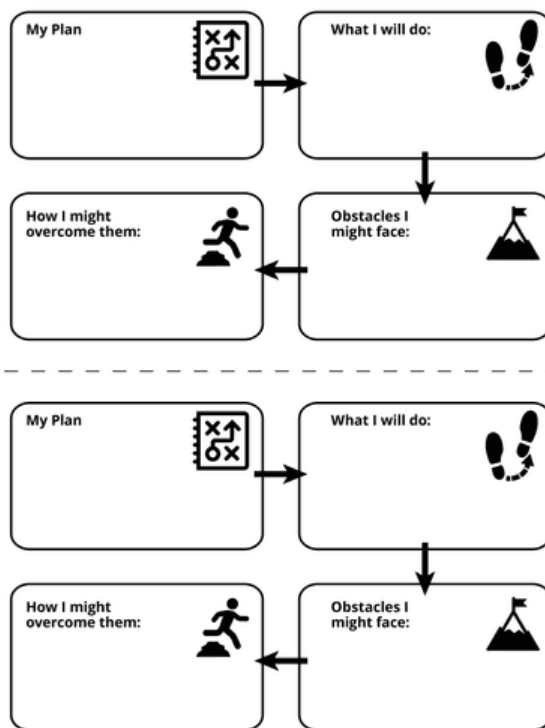 My Plan
What I will do:
How I might
overcome them:
Obstacles I
might face:
My Plan
What I will do:
How I might
overcome them:
Obstacles I
might face: